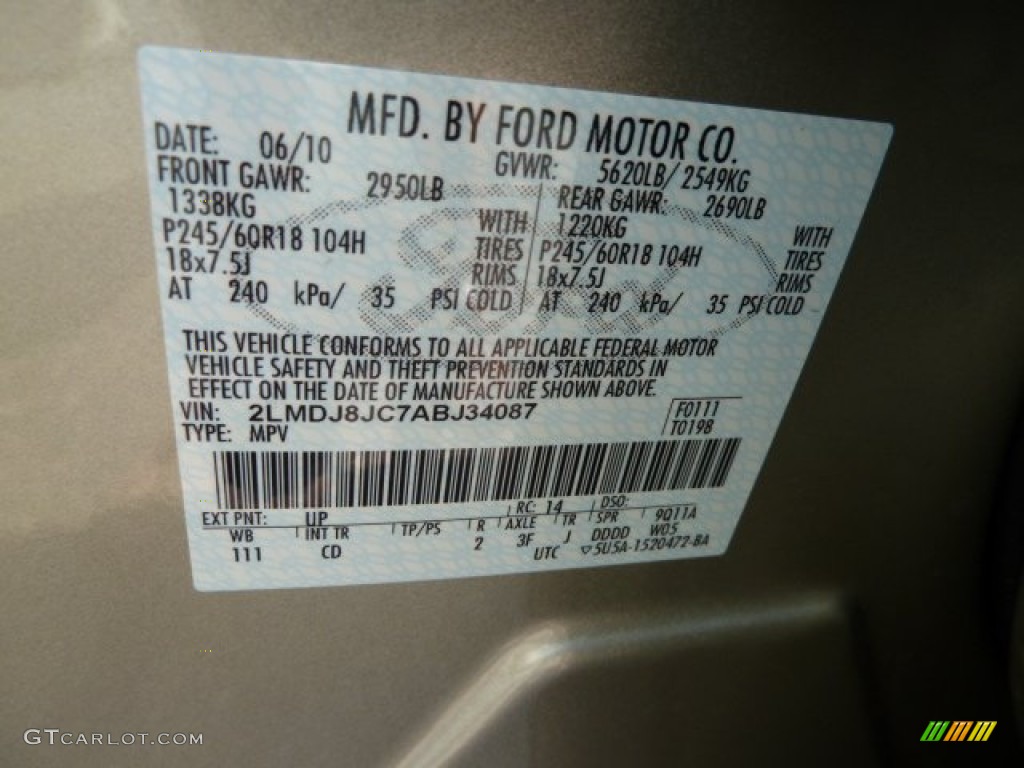 MFD. BY FORD MOTOR CO.
DATE: 06/10 GVWR: 5620LB/ 2549KG
FRONT GAWR: 2950LB REAR GAWR: 2690LB
1338KG WITH 1220KG WITH
P245/60R18 104H TIRES P245/60R18 104H TIRES
18x7.5J RIMS 18x7.5J RIMS
AT 240 kPa/ 35 PSI COLD AT 240 kPa/ 35 PSI COLD
THIS VEHICLE CONFORMS TO ALL APPLICABLE FEDERAL MOTOR
VEHICLE SAFETY AND THEFT PREVENTION STANDARDS IN
EFFECT ON THE DATE OF MANUFACTURE SHOWN ABOVE.
VIN: 2LMDJ8JC7ABJ34087 F0111
TYPE: MPV T0198
EXT PNT: UP RC: 14 DSO:
WB INT TR TP/PS R AXLE TR SPR 9Q11A
111 CD 2 3F J DDDD W05
UTC ▽5U5A-1520472-BA
Ford
GTCARLOT.COM